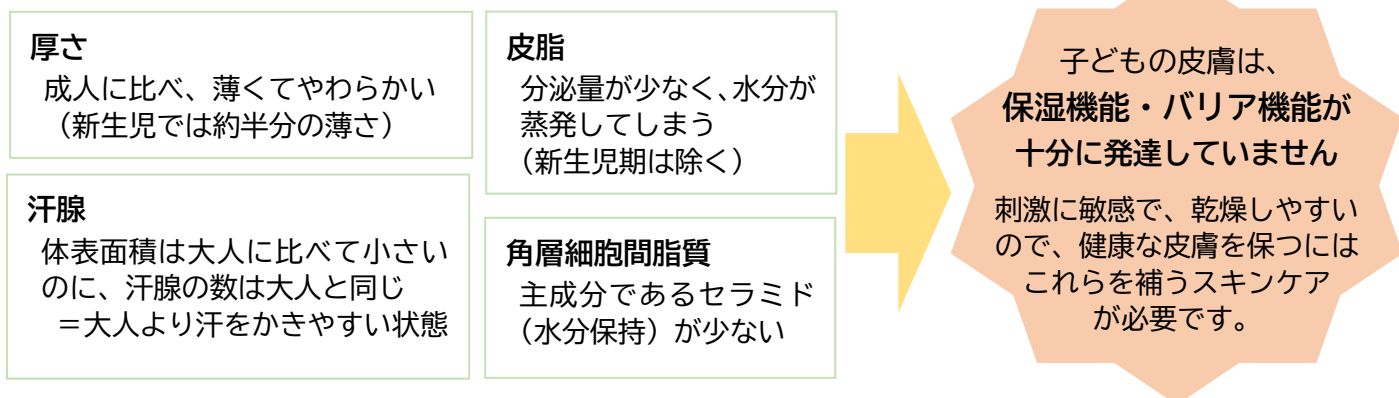 厚さ
成人に比べ、薄くてやわらかい
（新生児では約半分の薄さ）
汗腺
体表面積は大人に比べて小さい
のに、汗腺の数は大人と同じ
＝大人より汗をかきやすい状態
皮脂
分泌量が少なく、水分が
蒸発してしまう
（新生児期は除く）
角層細胞間脂質
主成分であるセラミド
（水分保持）が少ない
子どもの皮膚は、
保湿機能・バリア機能が
十分に発達していません
刺激に敏感で、乾燥しやすい
ので、健康な皮膚を保つには
これらを補うスキンケア
が必要です。